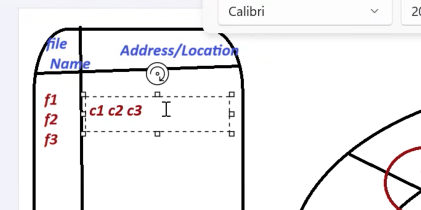 Calibri
20
file Address/Location
Name
f1 c1 c2 c3
f2
f3